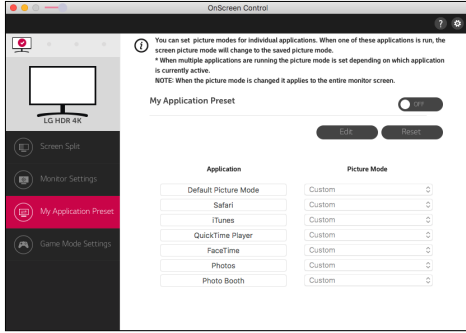 OnScreen Control
?
You can set picture modes for individual applications. When one of these applications is run, the
screen picture mode will change to the saved
picture mode.
* When multiple applications are running the picture mode is set depending on which application
is currently active.
NOTE: When the picture mode is changed it applies to the entire monitor screen.
LG HDR 4K
Screen Split
Monitor Settings
My Application Preset
Game Mode Settings
My Application Preset
OFF
Edit
Reset
Application
Picture Mode
Default Picture Mode
Custom
Safari
Custom
iTunes
Custom
QuickTime Player
Custom
FaceTime
Custom
Photos
Custom
Photo Booth
Custom